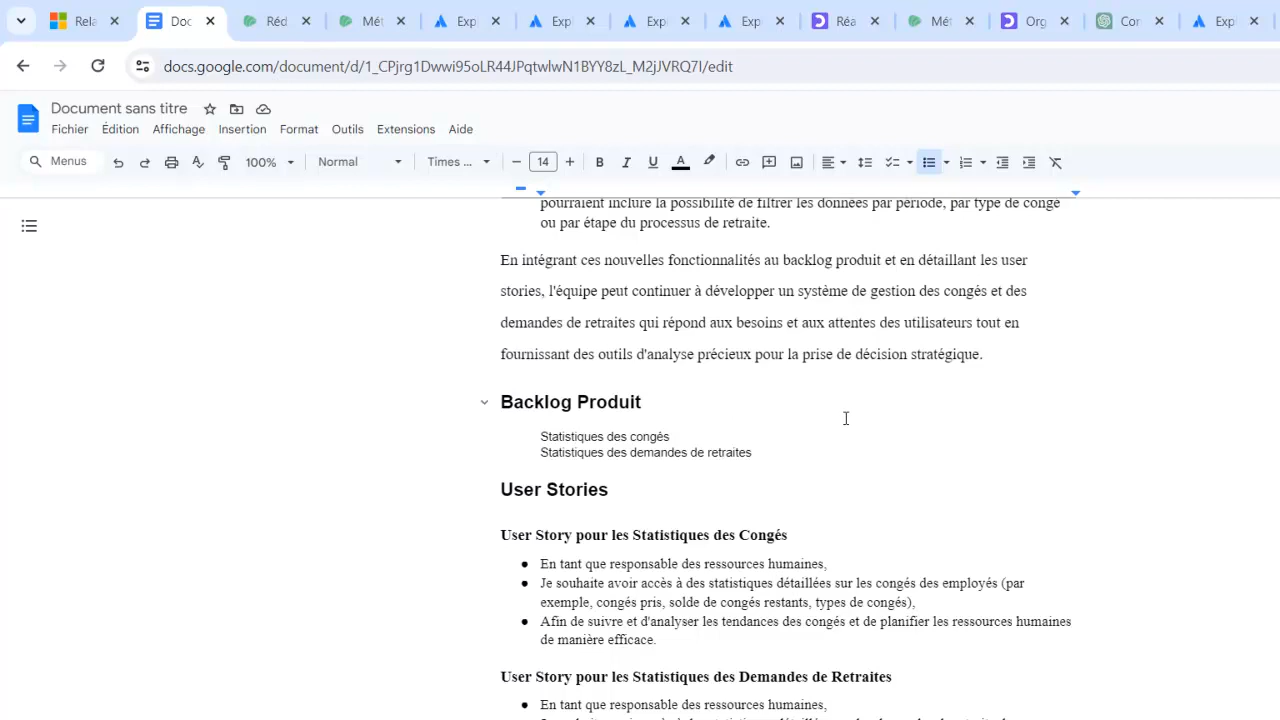 Rela
Doc
Réd
Mét
Exp
Exp
Expl
Exp
Réa
Mét
Org
Con
Exp
docs.google.com/document/d/1_CPjrg1Dwwi95oLR44JPqtwlwN1BYY8zL_M2jJVRQ7I/edit
Document sans titre
Fichier Édition Affichage Insertion Format Outils Extensions Aide
Menus 100% Normal Times ... 14 B I U A
pourraient inclure la possibilité de filtrer les données par période, par type de congé
ou par étape du processus de retraite.
En intégrant ces nouvelles fonctionnalités au backlog produit et en détaillant les user
stories, l'équipe peut continuer à développer un système de gestion des congés et des
demandes de retraites qui répond aux besoins et aux attentes des utilisateurs tout en
fournissant des outils d'analyse précieux pour la prise de décision stratégique.
Backlog Produit
Statistiques des congés
Statistiques des demandes de retraites
User Stories
User Story pour les Statistiques des Congés
● En tant que responsable des ressources humaines,
● Je souhaite avoir accès à des statistiques détaillées sur les congés des employés (par
exemple, congés pris, solde de congés restants, types de congés),
● Afin de suivre et d'analyser les tendances des congés et de planifier les ressources humaines
de manière efficace.
User Story pour les Statistiques des Demandes de Retraites
● En tant que responsable des ressources humaines,